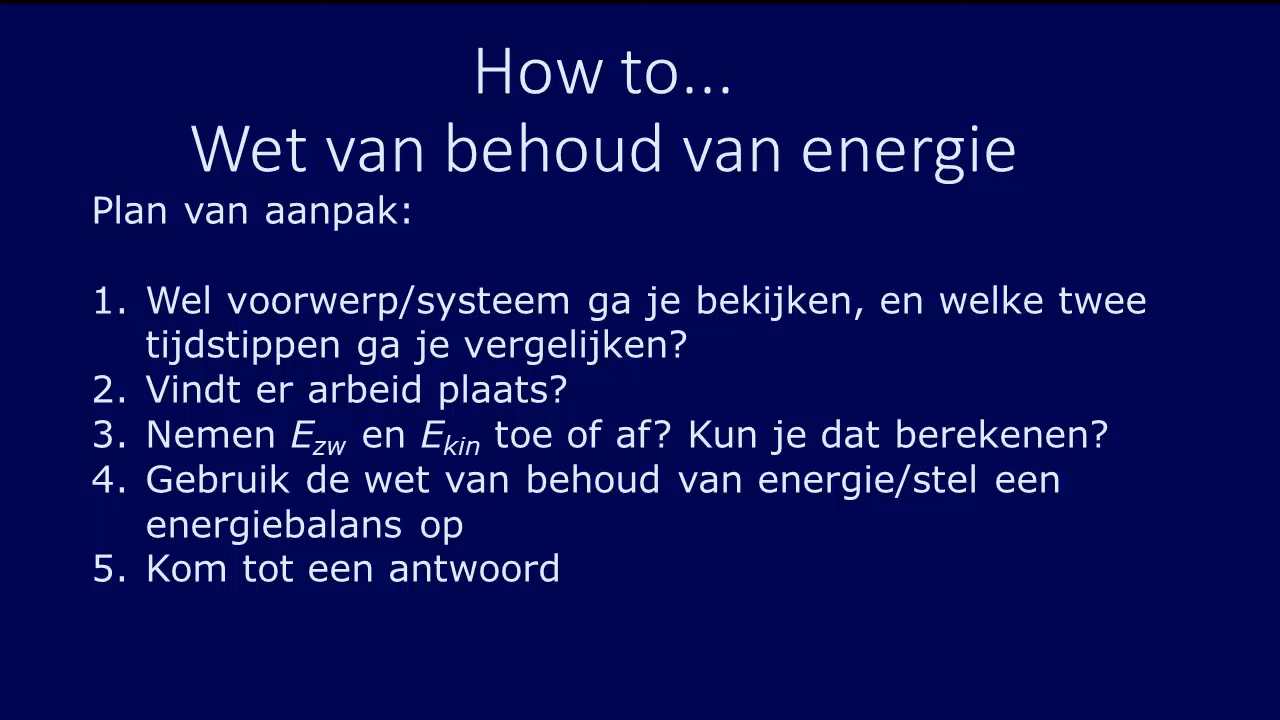 How to...
Wet van behoud van energie
Plan van aanpak:
1. Wel voorwerp/systeem ga je bekijken, en welke twee
tijdstippen ga je vergelijken?
2. Vindt er arbeid plaats?
3. Nemen Ezw en Ekin toe of af? Kun je dat berekenen?
4. Gebruik de wet van behoud van energie/stel een
energiebalans op
5. Kom tot een antwoord